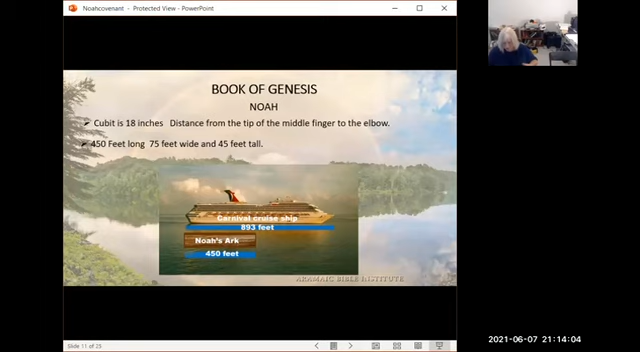 Noahcovenant - Protected View - PowerPoint
BOOK OF GENESIS
NOAH
Cubit is 18 inches Distance from the tip of the middle finger to the elbow.
450 Feet long 75 feet wide and 45 feet tall.
Carnival cruise ship
893 feet
Noah's Ark
450 feet
ARAMAIC BIBLE INSTITUTE
Slide 11 of 25
2021-06-07 21:14:04